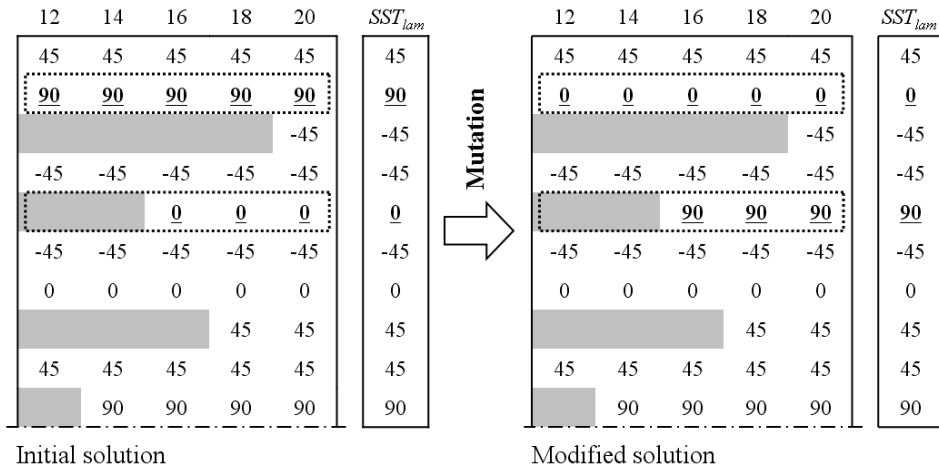 12 14 16 18 20 SST_lam 12 14 16 18 20 SST_lam
45 45 45 45 45 45 45 45 45 45 45 45
90 90 90 90 90 90 0 0 0 0 0 0
-45 -45 -45 -45
-45 -45 -45 -45 -45 -45 -45 -45 -45 -45 -45 -45
Mutation
0 0 0 0 90 90 90 90
-45 -45 -45 -45 -45 -45 -45 -45 -45 -45 -45 -45
0 0 0 0 0 0 0 0 0 0 0 0
45 45 45 45 45 45
45 45 45 45 45 45 45 45 45 45 45 45
90 90 90 90 90 90 90 90 90 90
Initial solution Modified solution